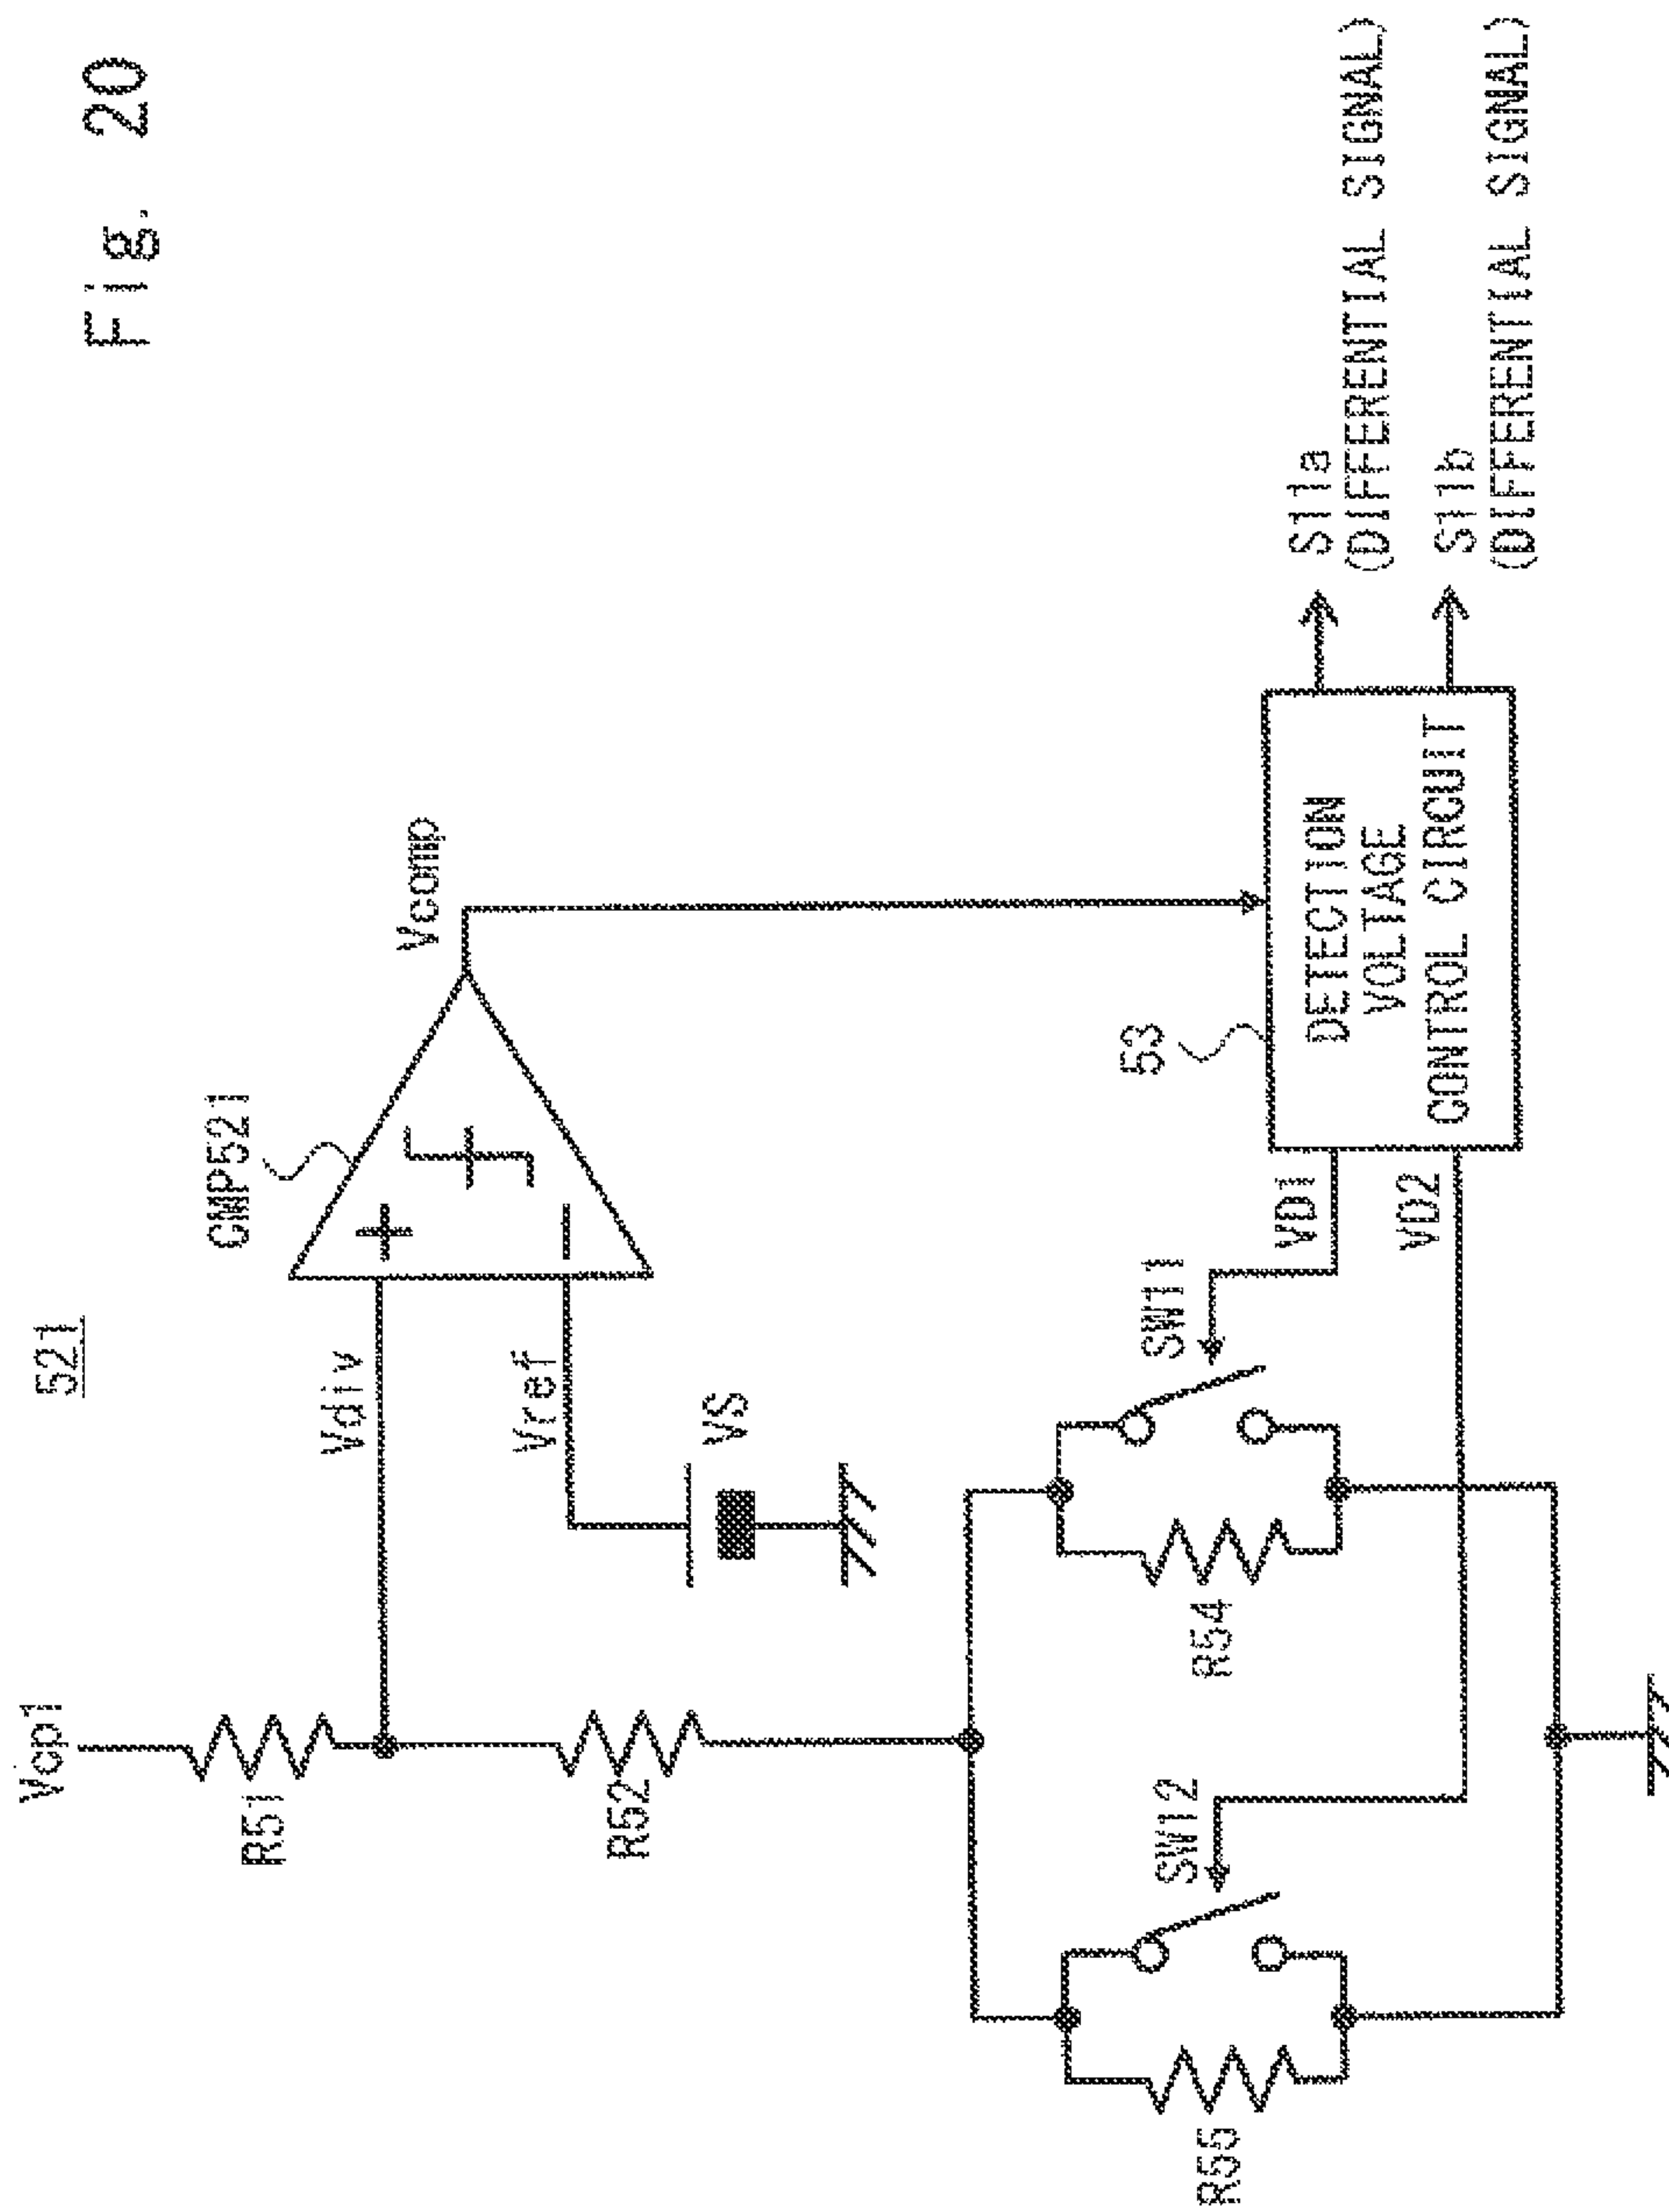 Fig. 20
521
Vcp1
R51
Vdiv
CMP521
+
−
Vcomp
Vref
VS
R52
53
DETECTION
VOLTAGE
CONTROL CIRCUIT
S11a
(DIFFERENTIAL SIGNAL)
S11b
(DIFFERENTIAL SIGNAL)
VD1
VD2
SW11
R54
SW12
R55